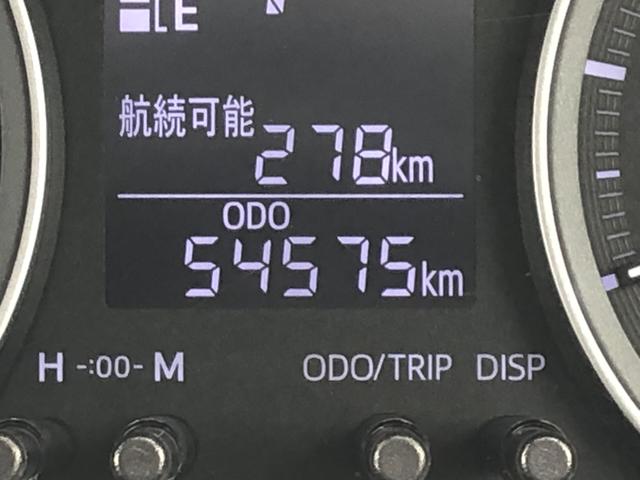 E
航続可能 278km
ODO
54575km
H -:00- M ODO/TRIP DISP